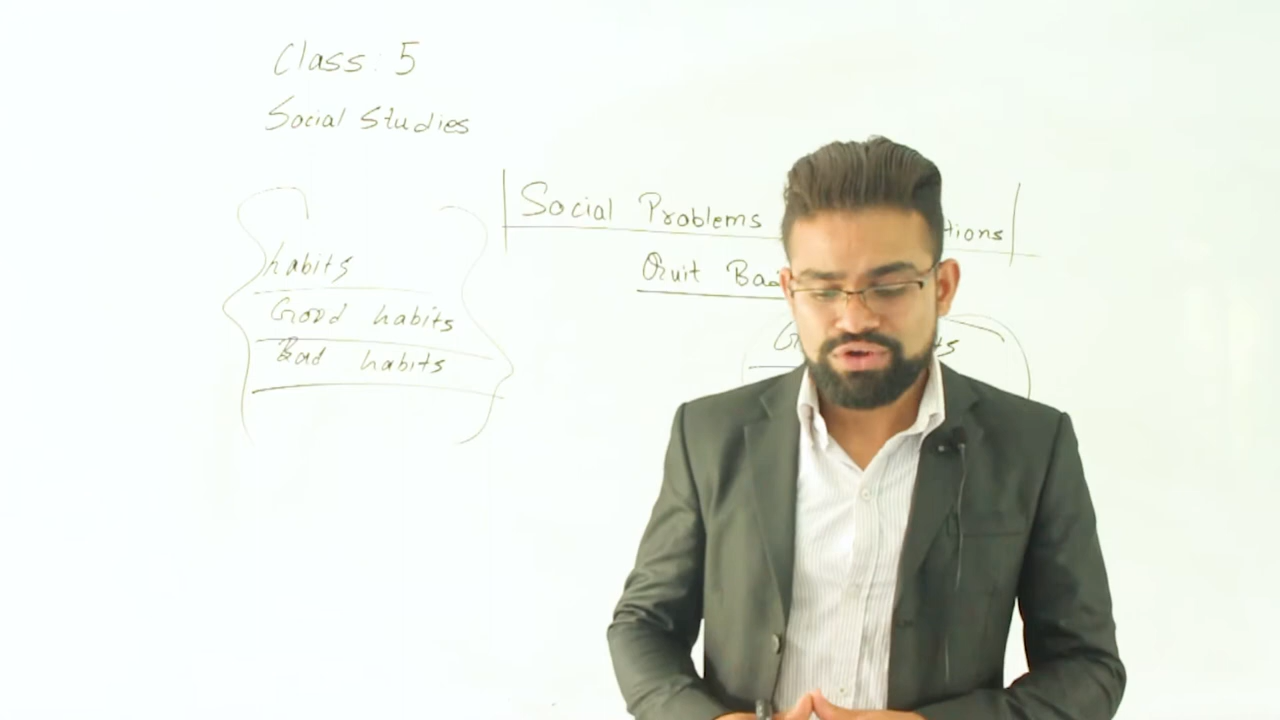 Class: 5
Social Studies
Social Problems
habits
Good habits
Bad habits
Quit